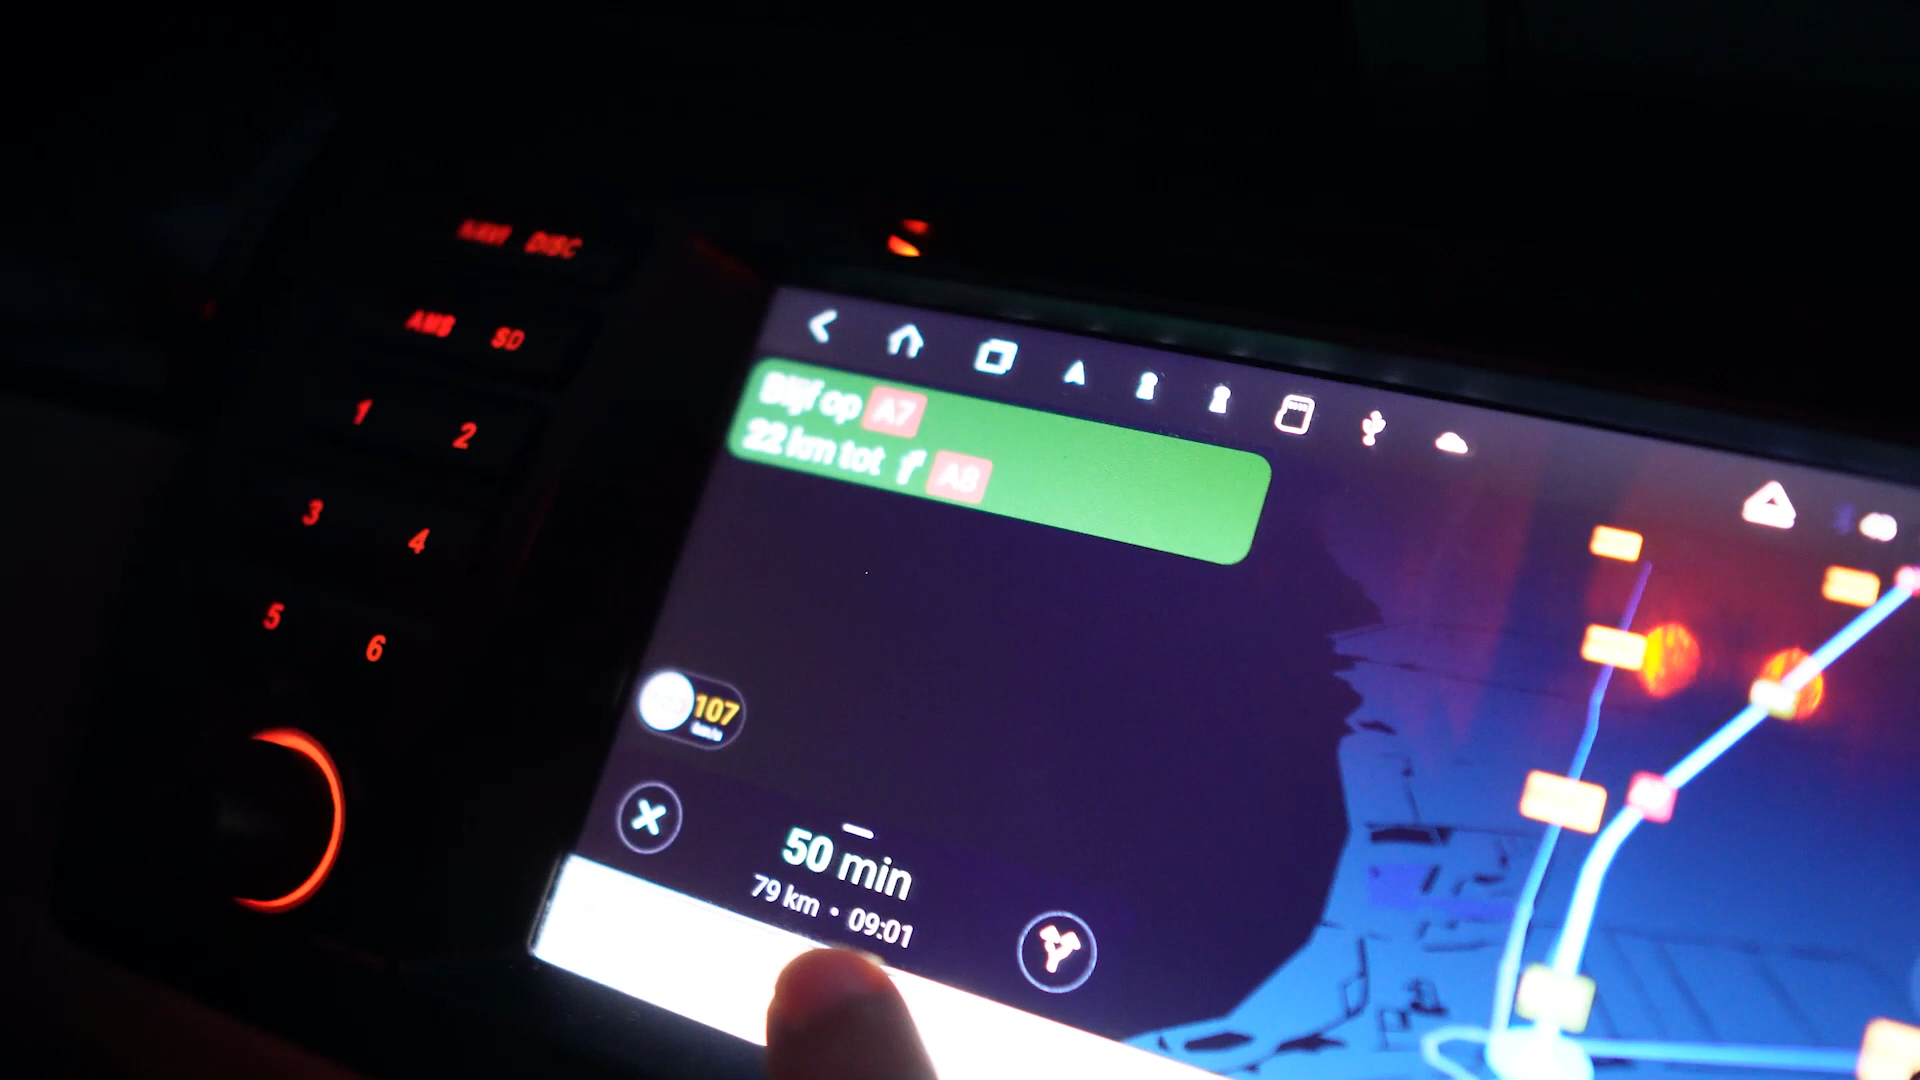 NAVI DISC
AMS SD
1 2
3 4
5 6
Blijf op A7
22 km tot A8
107
km/u
50 min
79 km • 09:01